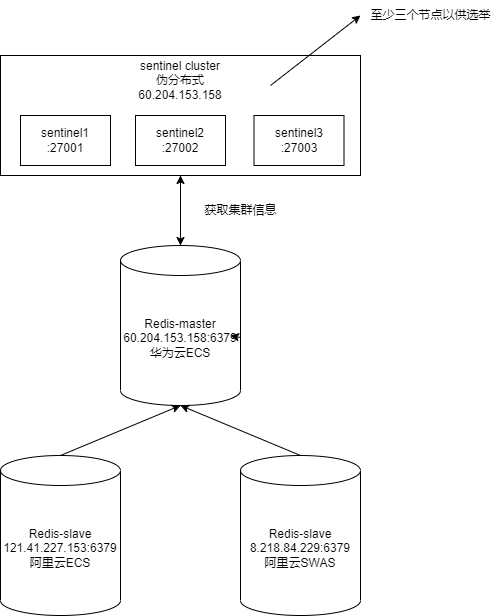 至少三个节点以供选举
sentinel cluster
伪分布式
60.204.153.158
sentinel1
:27001
sentinel2
:27002
sentinel3
:27003
获取集群信息
Redis-master
60.204.153.158:6379
华为云ECS
Redis-slave
121.41.227.153:6379
阿里云ECS
Redis-slave
8.218.84.229:6379
阿里云SWAS